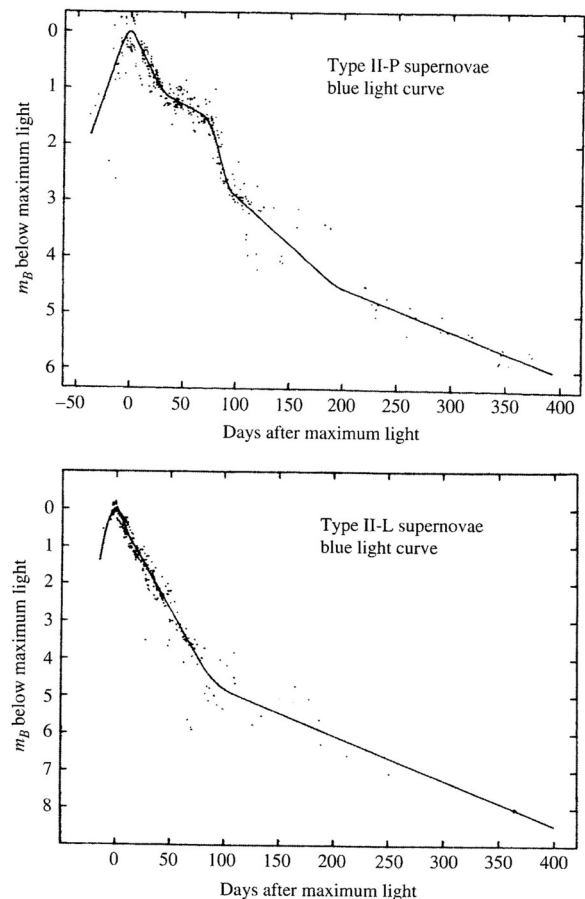 0
1
2
3
4
5
6
m_B below maximum light
Type II-P supernovae
blue light curve
−50 0 50 100 150 200 250 300 350 400
Days after maximum light
0
1
2
3
4
5
6
7
8
m_B below maximum light
Type II-L supernovae
blue light curve
0 50 100 150 200 250 300 350 400
Days after maximum light